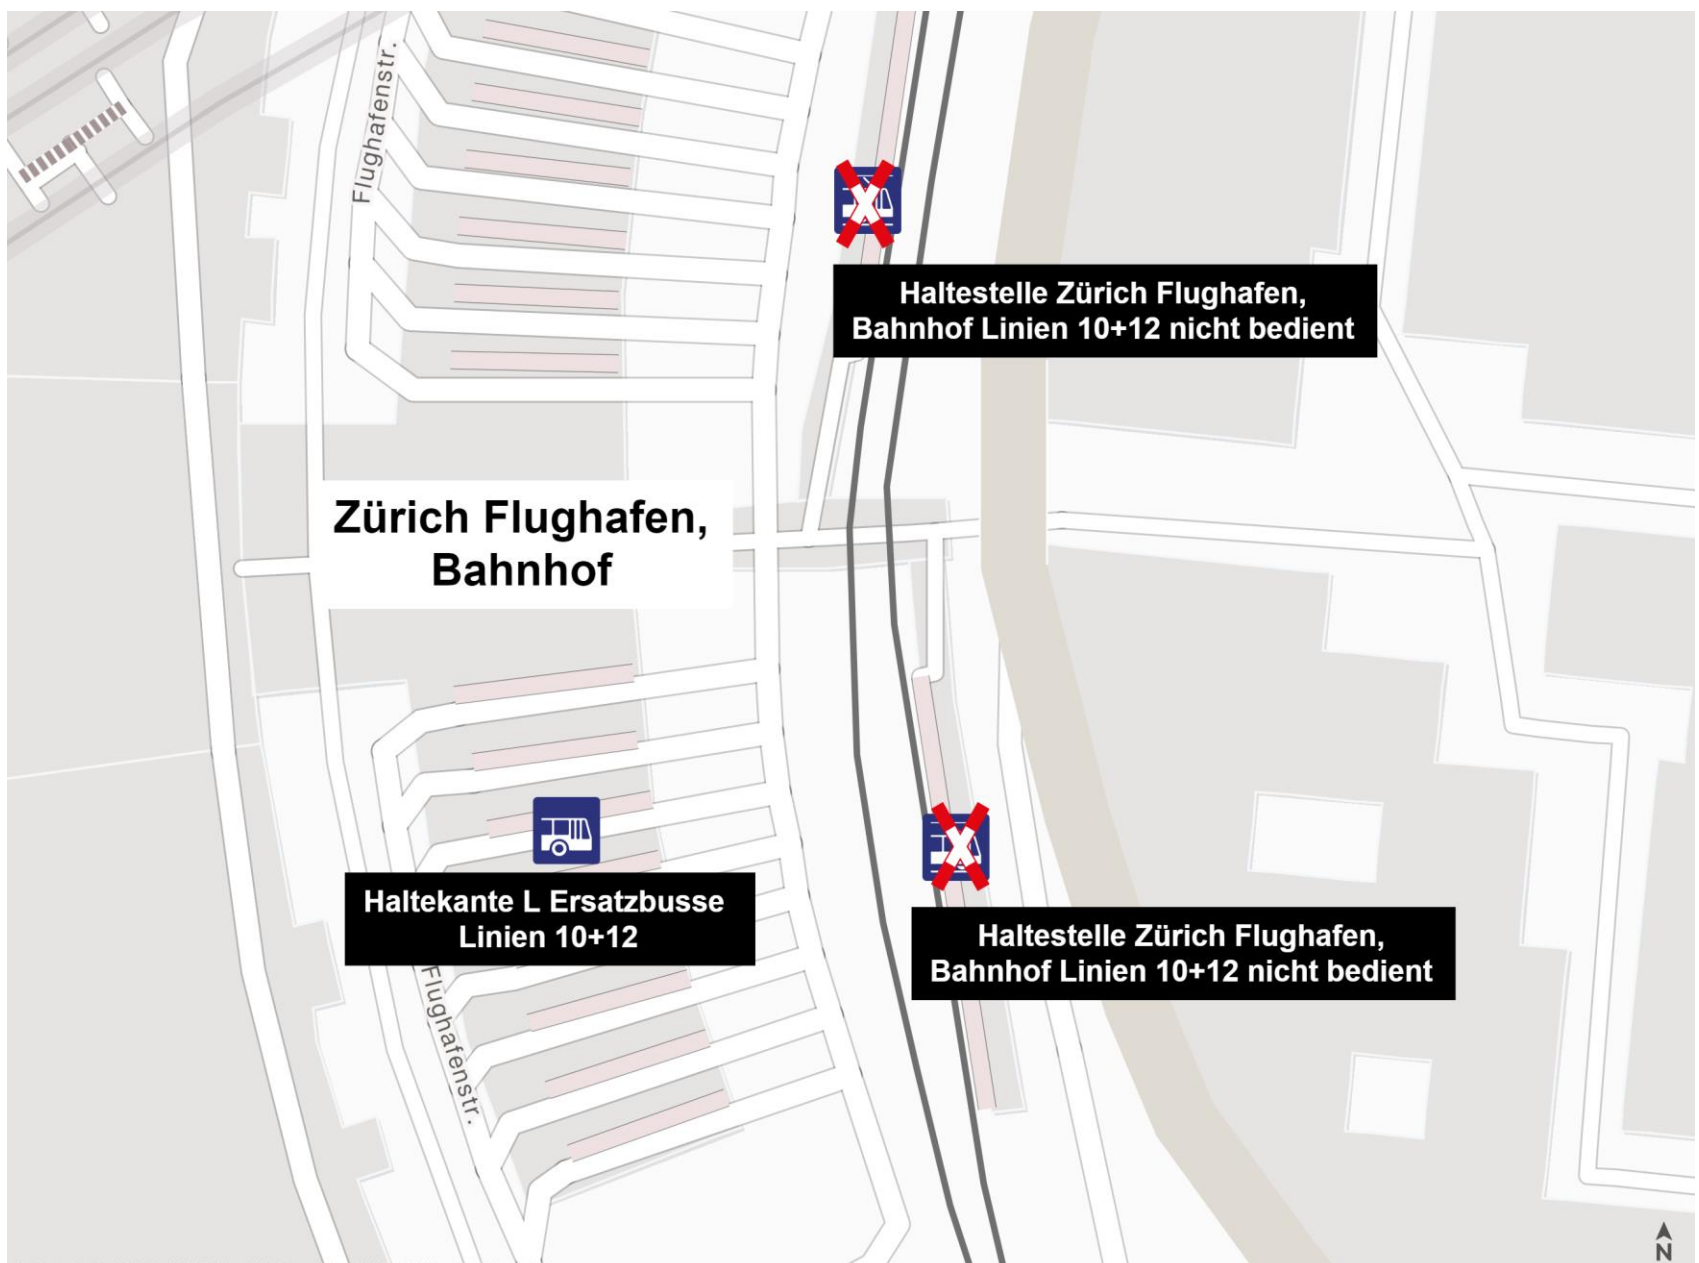 Flughafenstr.
Haltestelle Zürich Flughafen,
Bahnhof Linien 10+12 nicht bedient
Zürich Flughafen,
Bahnhof
Haltekante L Ersatzbusse
Linien 10+12
Haltestelle Zürich Flughafen,
Bahnhof Linien 10+12 nicht bedient
Flughafenstr.
N